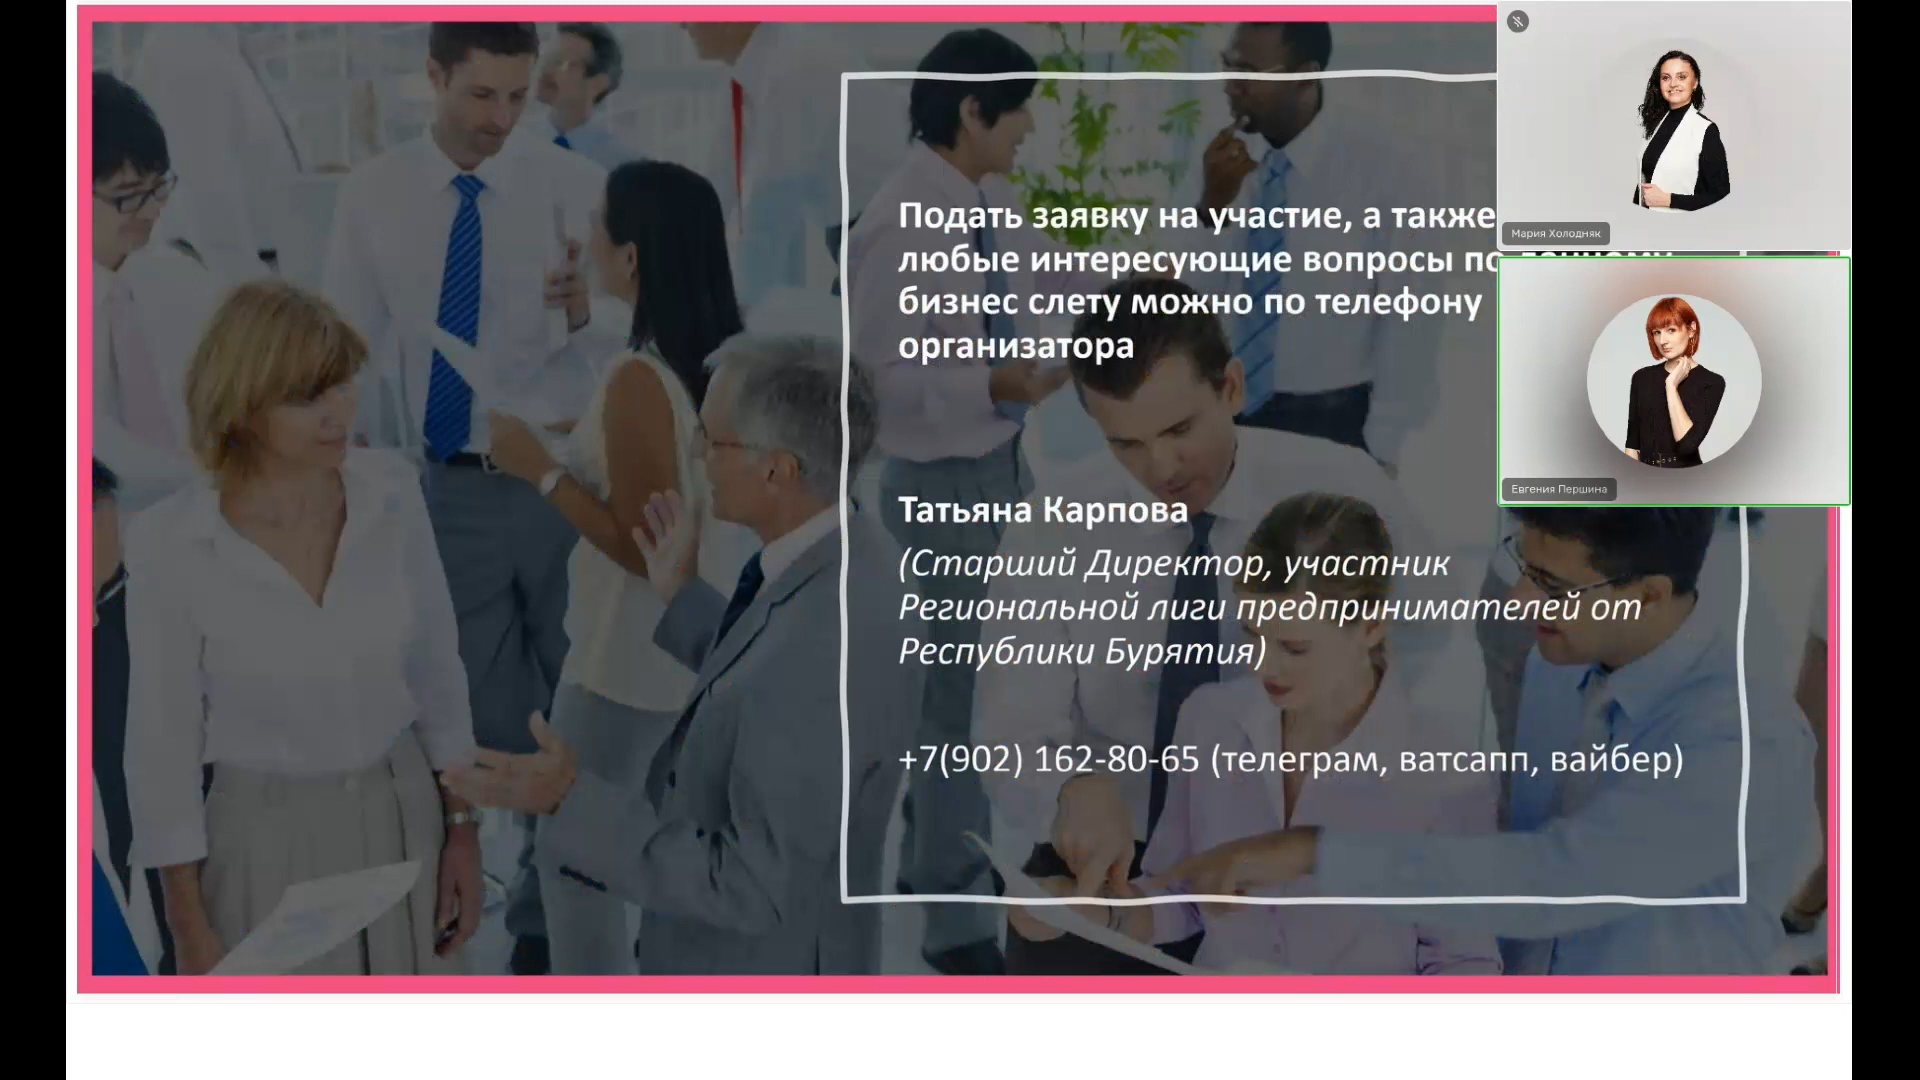 Подать заявку на участие, а также
любые интересующие вопросы по
бизнес слету можно по телефону
организатора
Татьяна Карпова
(Старший Директор, участник
Региональной лиги предпринимателей от
Республики Бурятия)
+7(902) 162-80-65 (телеграм, ватсапп, вайбер)
Мария Холодняк
Евгения Першина